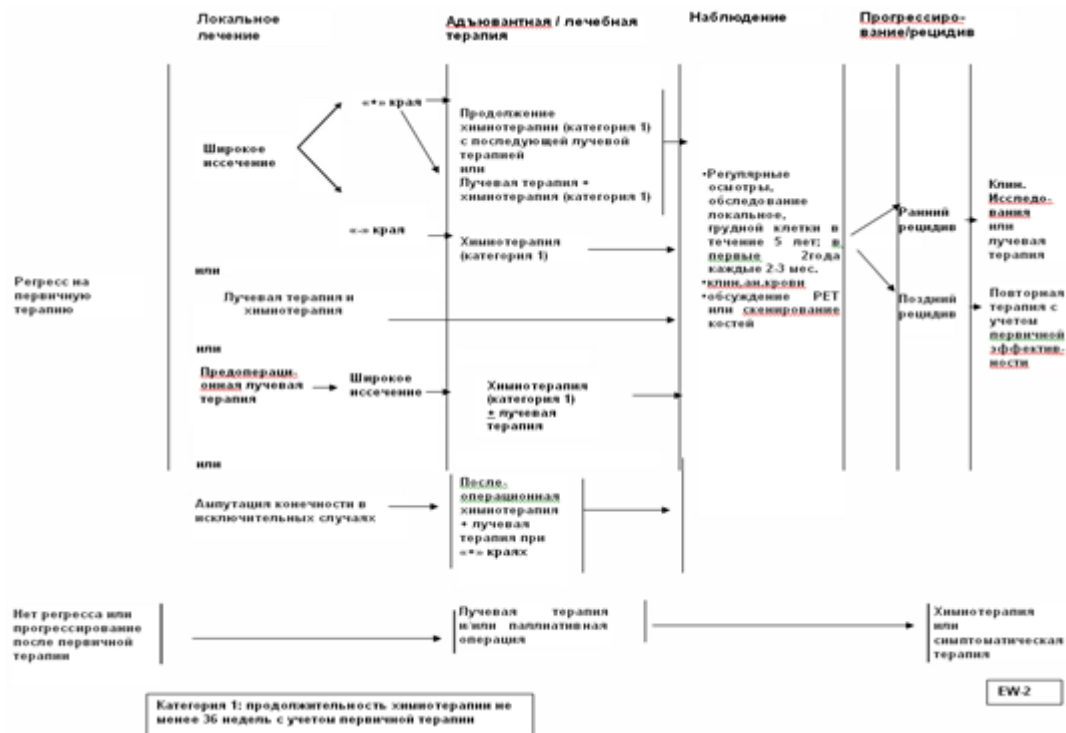 Локальное
лечение
Адъювантная / лечебная
терапия
Наблюдение
Прогрессиро-
вание/рецидив
Регресс на
первичную
терапию
Широкое
иссечение
«+» края
«-» края
Продолжение
химиотерапии (категория 1)
с последующей лучевой
терапией
или
Лучевая терапия +
химиотерапия (категория 1)
Химиотерапия
(категория 1)
или
Лучевая терапия и
химиотерапия
или
Предопераци-
онная лучевая
терапия
Широкое
иссечение
Химиотерапия
(категория 1)
± лучевая
терапия
или
Ампутация конечности в
исключительных случаях
После-
операционная
химиотерапия
+ лучевая
терапия при
«+» краях
•Регулярные
осмотры,
обследование
локальное,
грудной клетки в
течение 5 лет; в
первые 2года
каждые 2-3 мес.
•клин.ан.крови
•обсуждение PET
или скенирование
костей
Ранний
рецидив
Клин.
Исследо-
вания
или
лучевая
терапия
Поздний
рецидив
Повторная
терапия с
учетом
первичной
эффектив-
ности
Нет регресса или
прогрессирование
после первичной
терапии
Лучевая терапия
и/или паллиативная
операция
Химиотерапия
или
симптоматическая
терапия
EW-2
Категория 1: продолжительность химиотерапии не
менее 36 недель с учетом первичной терапии